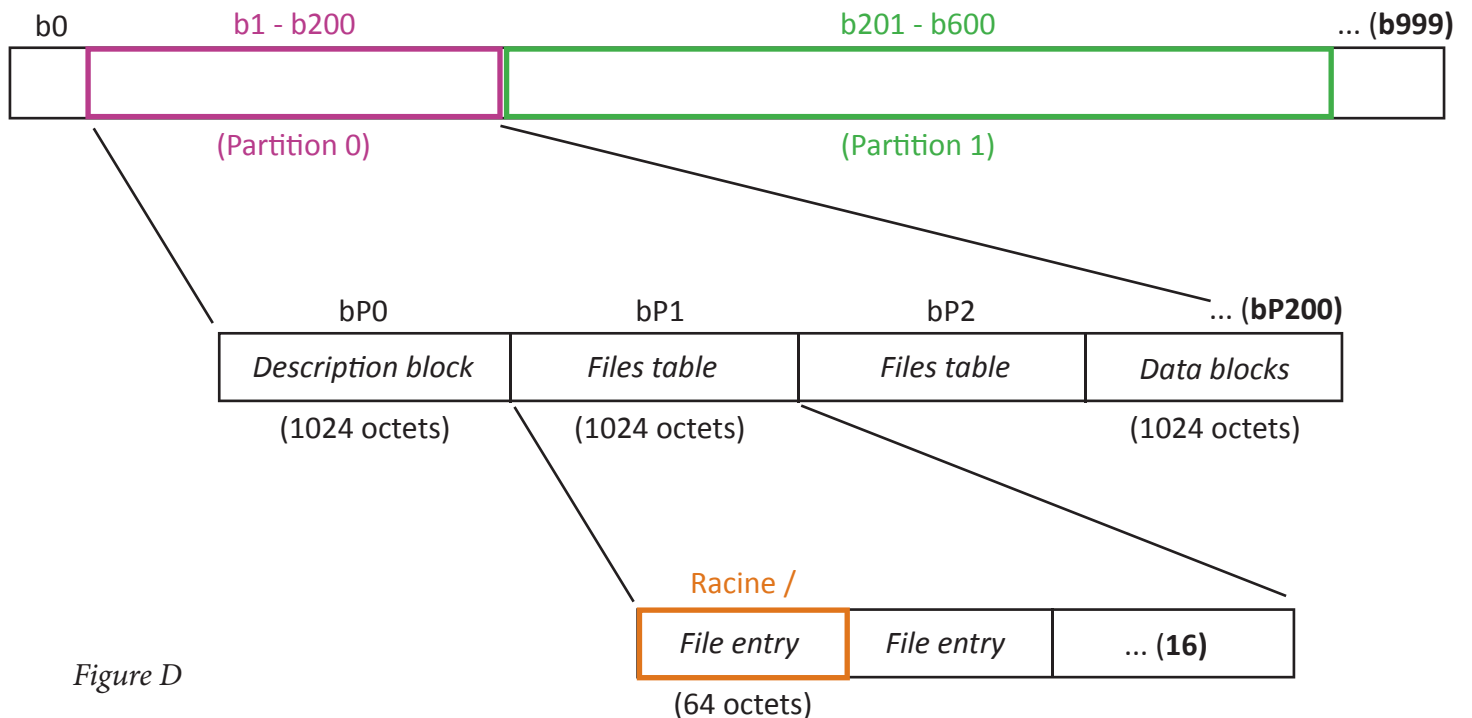 b0 b1 - b200 b201 - b600 ... (b999)
(Partition 0) (Partition 1)
bP0 bP1 bP2 ... (bP200)
Description block Files table Files table Data blocks
(1024 octets) (1024 octets) (1024 octets)
Racine /
File entry File entry ... (16)
Figure D
(64 octets)